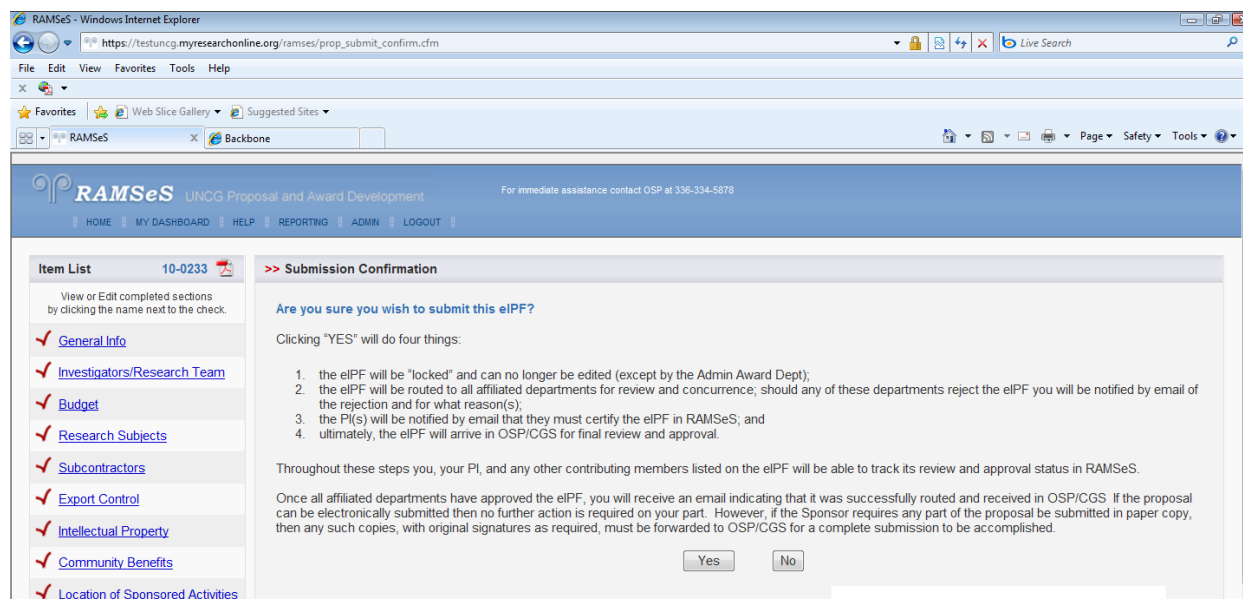 RAMSeS - Windows Internet Explorer
https://testuncg.myresearchonline.org/ramses/prop_submit_confirm.cfm
Live Search
File Edit View Favorites Tools Help
x
Favorites Web Slice Gallery Suggested Sites
RAMSeS X Backbone
Page Safety Tools
RAMSeS UNCG Proposal and Award Development
For immediate assistance contact OSP at 336-334-5878
HOME MY DASHBOARD HELP REPORTING ADMIN LOGOUT
Item List 10-0233
View or Edit completed sections
by clicking the name next to the check.
General Info
Investigators/Research Team
Budget
Research Subjects
Subcontractors
Export Control
Intellectual Property
Community Benefits
Location of Sponsored Activities
>> Submission Confirmation
Are you sure you wish to submit this eIPF?
Clicking "YES" will do four things:
1. the eIPF will be "locked" and can no longer be edited (except by the Admin Award Dept);
2. the eIPF will be routed to all affiliated departments for review and concurrence; should any of these departments reject the eIPF you will be notified by email of
the rejection and for what reason(s);
3. the PI(s) will be notified by email that they must certify the eIPF in RAMSeS; and
4. ultimately, the eIPF will arrive in OSP/CGS for final review and approval.
Throughout these steps you, your PI, and any other contributing members listed on the eIPF will be able to track its review and approval status in RAMSeS.
Once all affiliated departments have approved the eIPF, you will receive an email indicating that it was successfully routed and received in OSP/CGS If the proposal
can be electronically submitted then no further action is required on your part. However, if the Sponsor requires any part of the proposal be submitted in paper copy,
then any such copies, with original signatures as required, must be forwarded to OSP/CGS for a complete submission to be accomplished.
Yes No